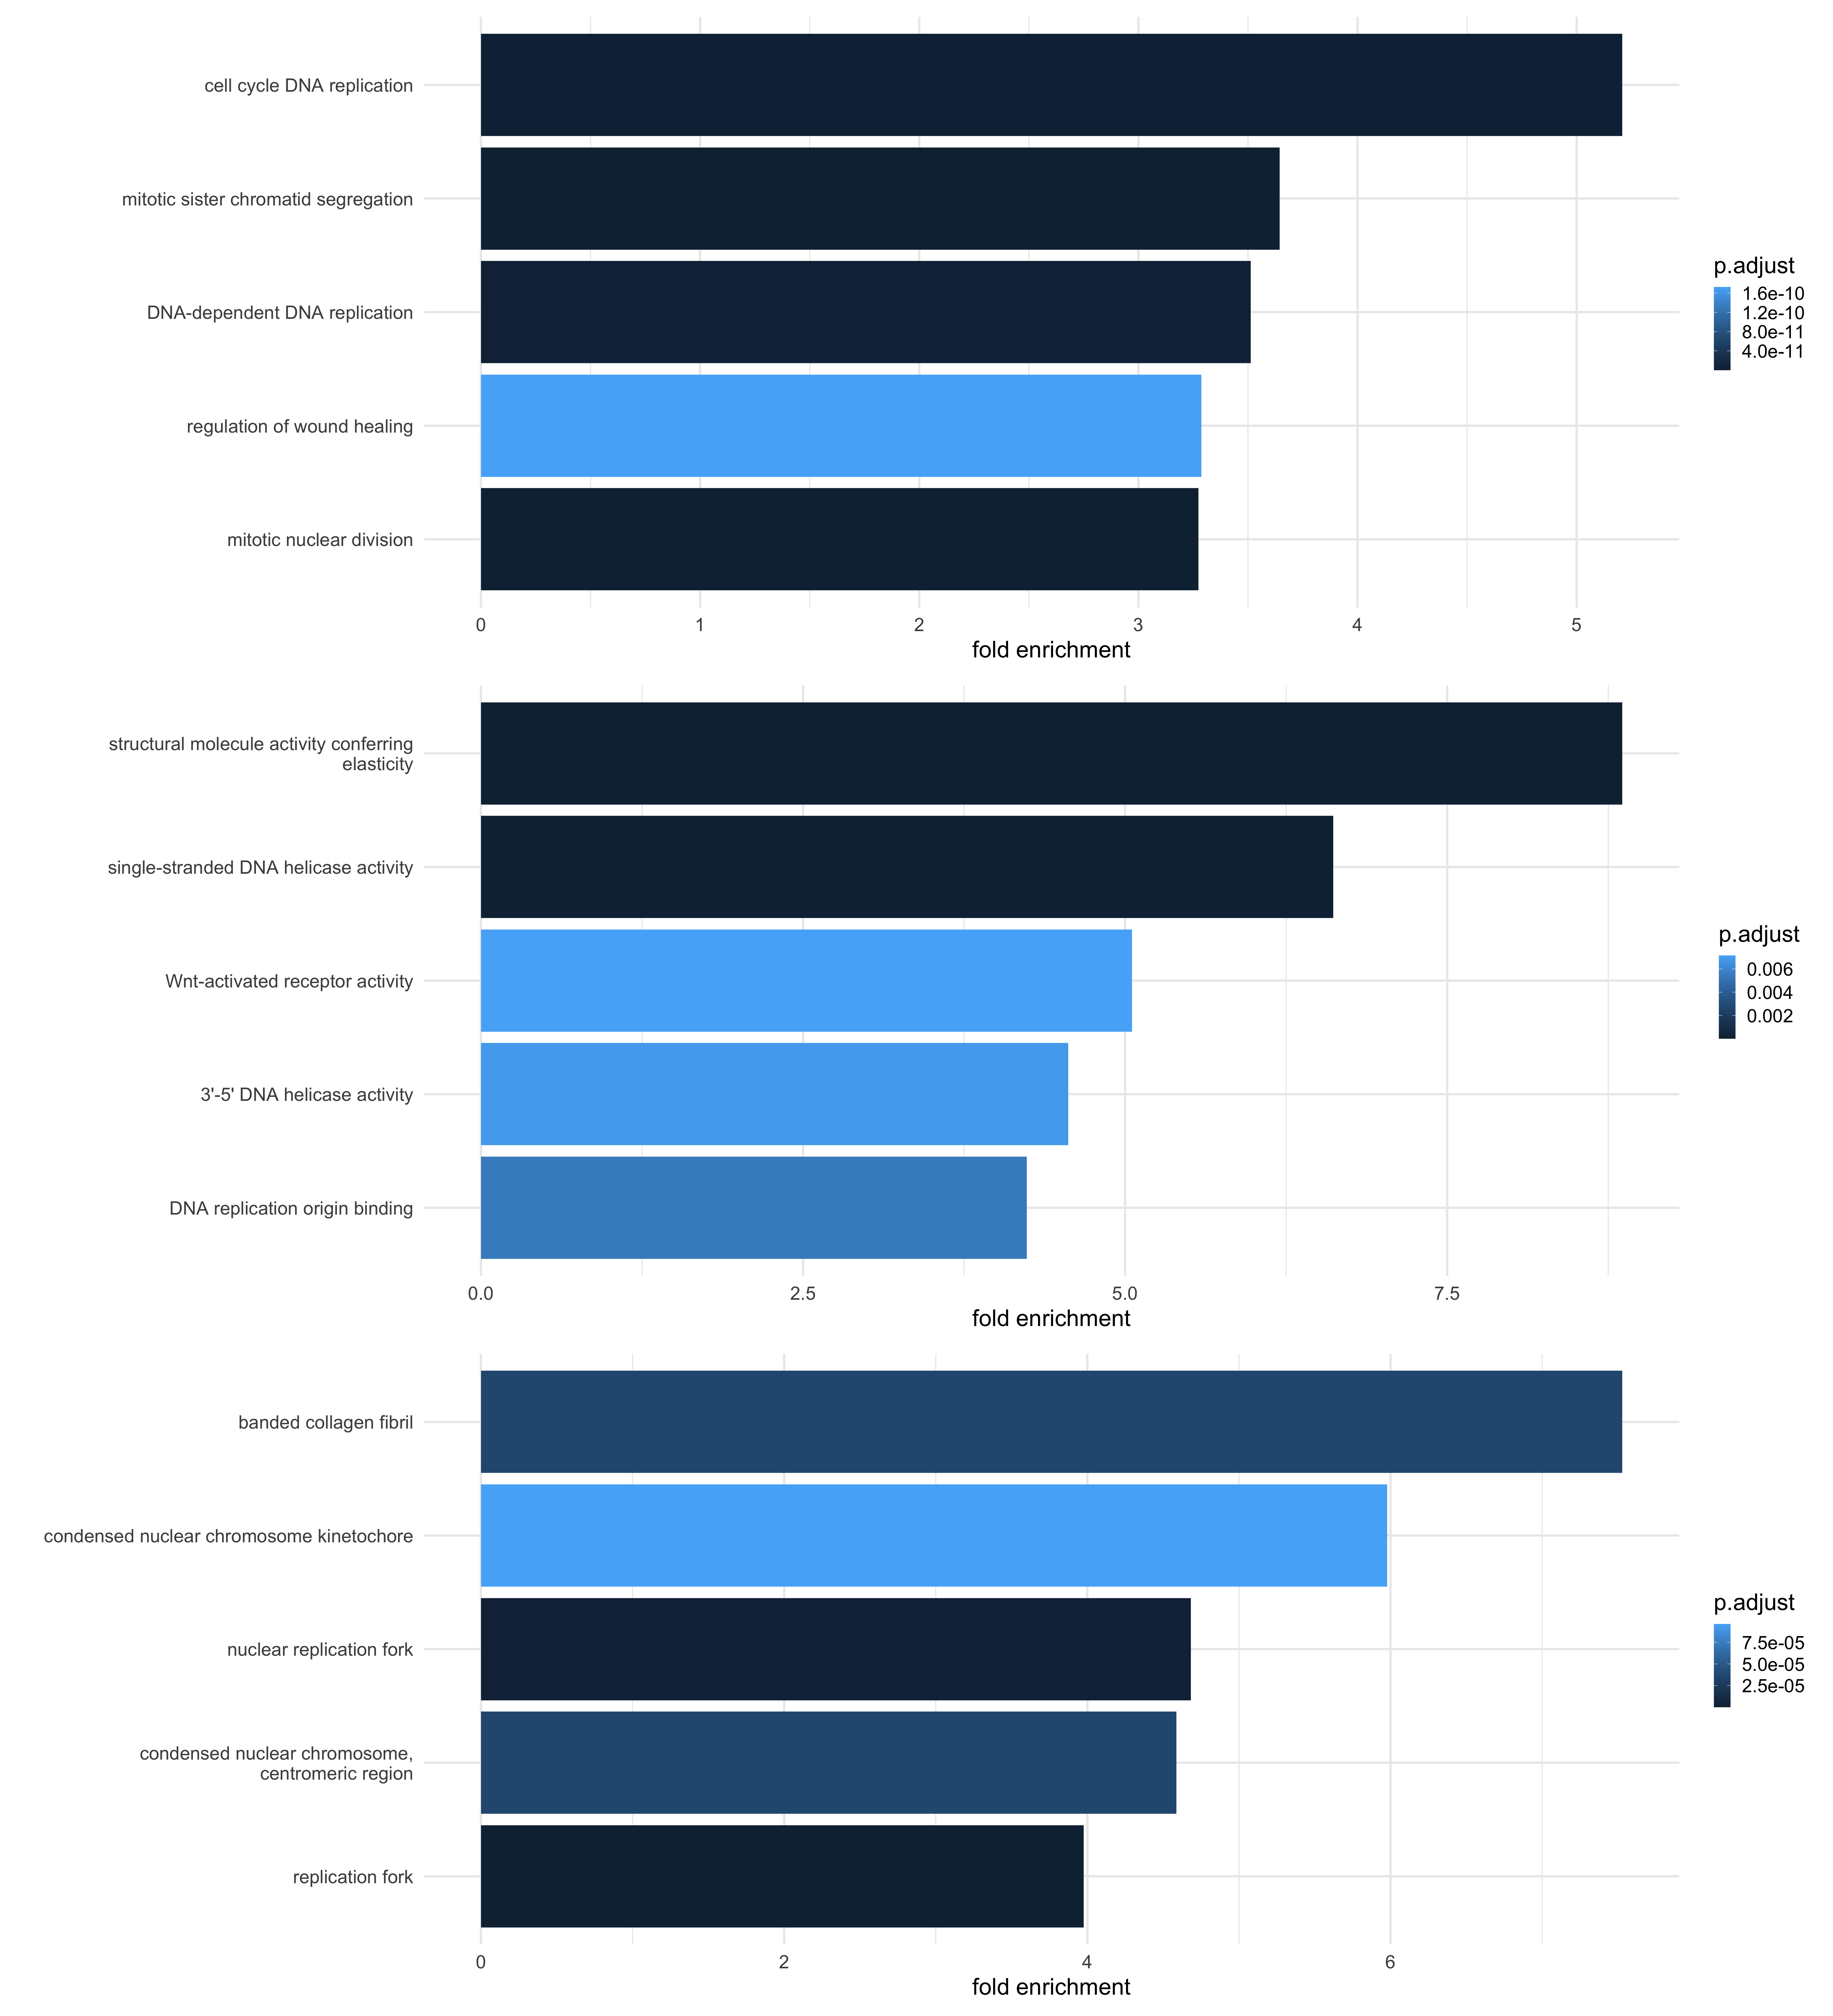 cell cycle DNA replication
mitotic sister chromatid segregation
DNA-dependent DNA replication
regulation of wound healing
mitotic nuclear division
0 1 2 3 4 5
fold enrichment
p.adjust
1.6e-10
1.2e-10
8.0e-11
4.0e-11
structural molecule activity conferring
elasticity
single-stranded DNA helicase activity
Wnt-activated receptor activity
3'-5' DNA helicase activity
DNA replication origin binding
0.0 2.5 5.0 7.5
fold enrichment
p.adjust
0.006
0.004
0.002
banded collagen fibril
condensed nuclear chromosome kinetochore
nuclear replication fork
condensed nuclear chromosome,
centromeric region
replication fork
0 2 4 6
fold enrichment
p.adjust
7.5e-05
5.0e-05
2.5e-05